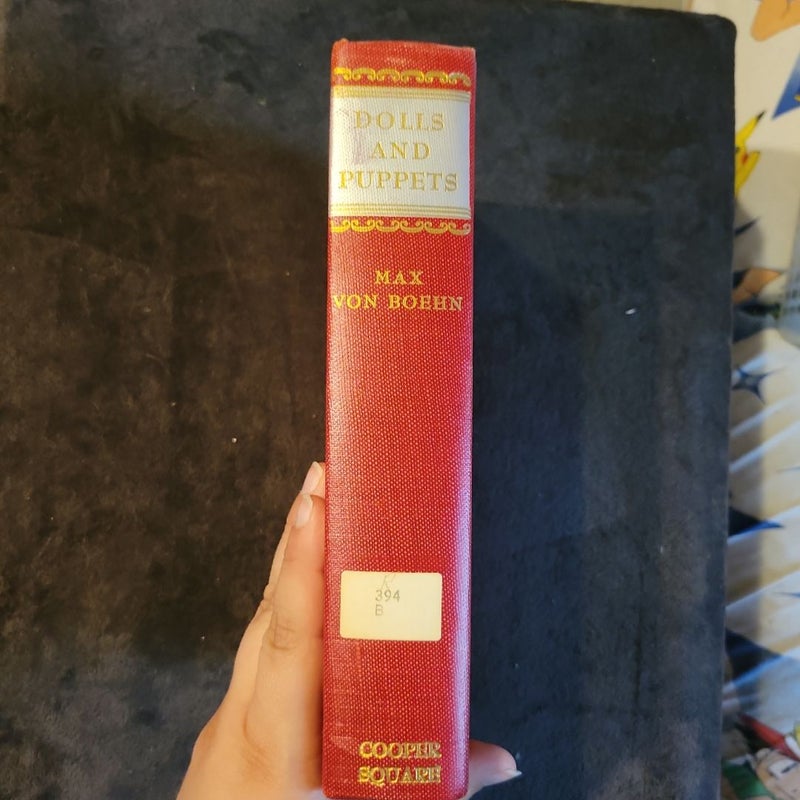 DOLLS
AND
PUPPETS
MAX
VON BOEHN
R
394
B
COOPER
SQUARE